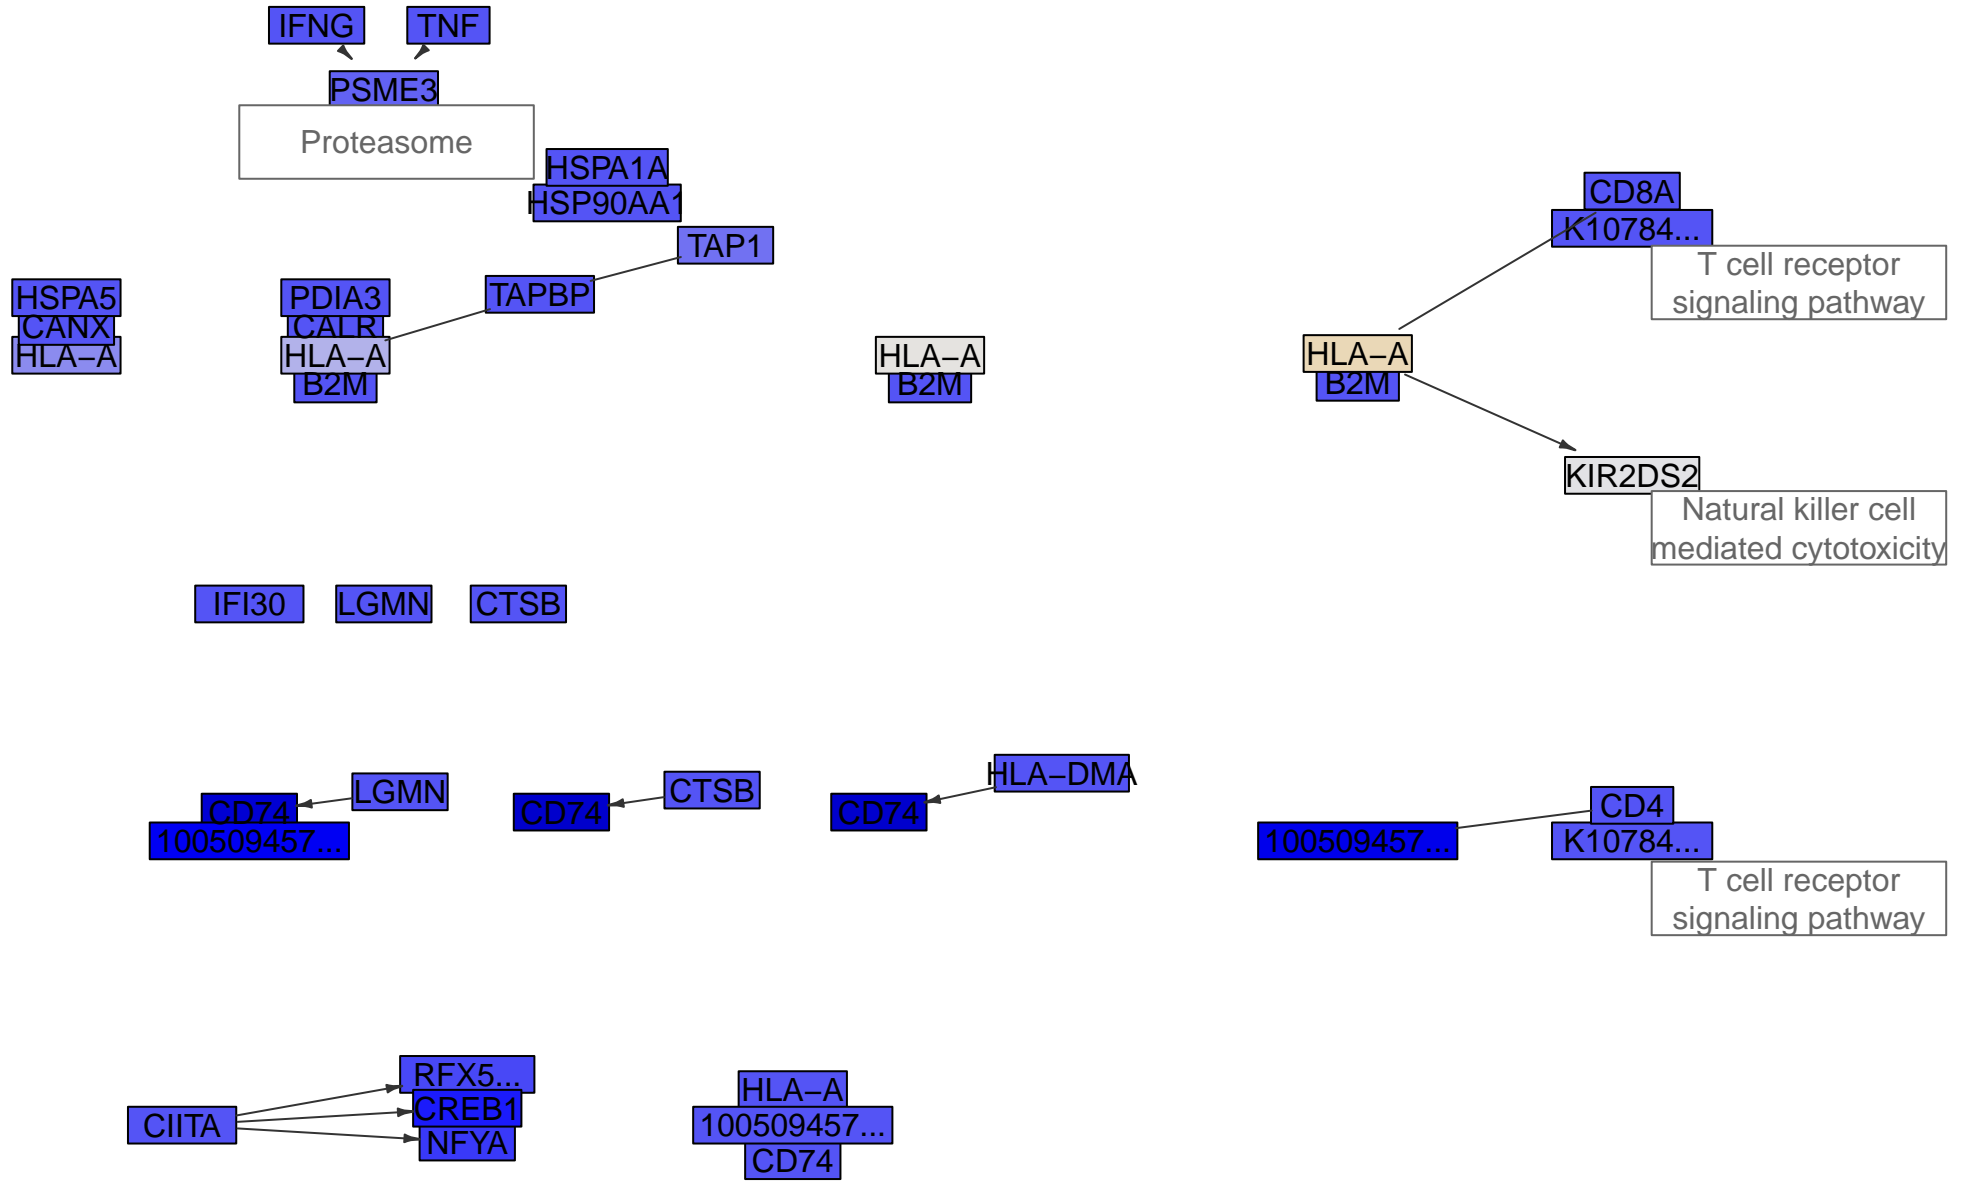 IFNG
TNF
PSME3
Proteasome
HSPA1A
HSP90AA1
TAP1
TAPBP
CD8A
K10784...
T cell receptor
signaling pathway
HSPA5
CANX
HLA−A
PDIA3
CALR
HLA−A
B2M
HLA−A
B2M
HLA−A
B2M
KIR2DS2
Natural killer cell
mediated cytotoxicity
IFI30
LGMN
CTSB
LGMN
CD74
100509457...
CTSB
CD74
HLA−DMA
CD74
100509457...
CD4
K10784...
T cell receptor
signaling pathway
CIITA
RFX5...
CREB1
NFYA
HLA−A
100509457...
CD74